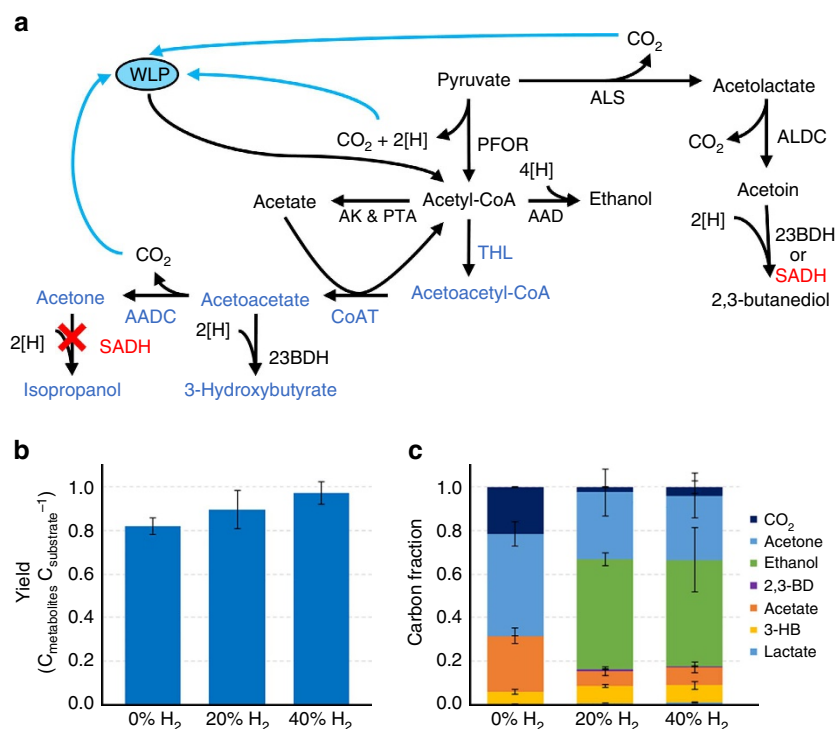 a
CO₂
WLP
Pyruvate
ALS
Acetolactate
CO₂ + 2[H]
PFOR
CO₂
ALDC
4[H]
Acetate
AK & PTA
Acetyl-CoA
AAD
Ethanol
Acetoin
2[H]
23BDH
or
SADH
2,3-butanediol
THL
CO₂
Acetone
AADC
Acetoacetate
CoAT
Acetoacetyl-CoA
2[H]
SADH
2[H]
23BDH
Isopropanol
3-Hydroxybutyrate
b
Yield
(C metabolites C substrate⁻¹)
1.0
0.8
0.6
0.4
0.2
0.0
0% H₂ 20% H₂ 40% H₂
c
Carbon fraction
1.0
0.8
0.6
0.4
0.2
0.0
0% H₂ 20% H₂ 40% H₂
CO₂
Acetone
Ethanol
2,3-BD
Acetate
3-HB
Lactate